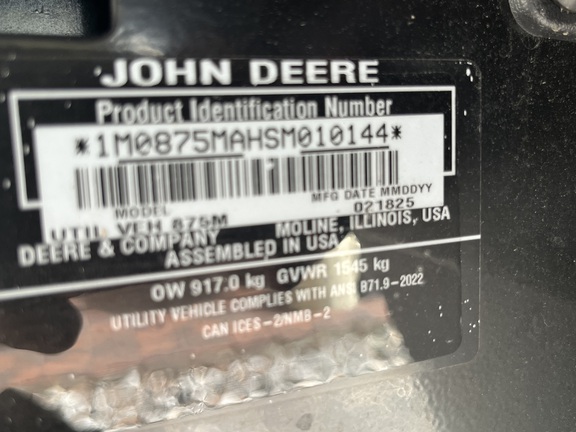 JOHN DEERE
Product Identification Number
*1M0875MAHSM010144*
MFG DATE MMDDYY
MODEL 021825
UTIL VEH 875M
DEERE & COMPANY MOLINE, ILLINOIS, USA
ASSEMBLED IN USA
OW 917.0 kg GVWR 1545 kg
UTILITY VEHICLE COMPLIES WITH ANSI B71.9-2022
CAN ICES-2/NMB-2